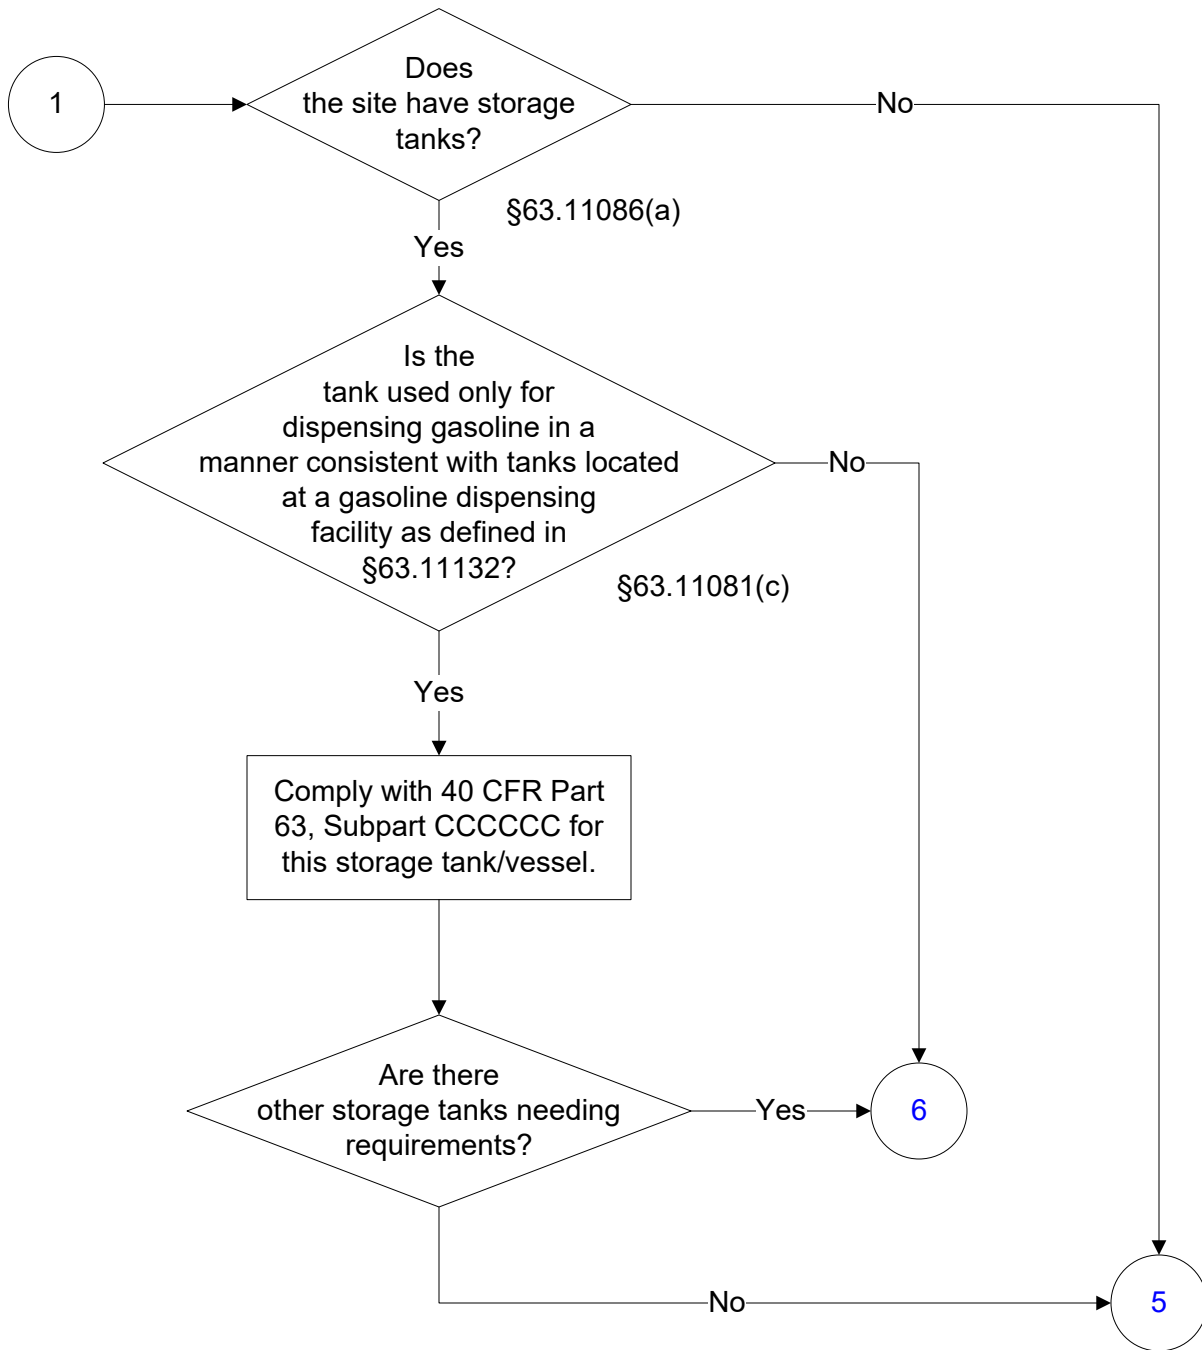 1
Does
the site have storage
tanks?
No
§63.11086(a)
Yes
Is the
tank used only for
dispensing gasoline in a
manner consistent with tanks located
at a gasoline dispensing
facility as defined in
§63.11132?
No
§63.11081(c)
Yes
Comply with 40 CFR Part
63, Subpart CCCCCC for
this storage tank/vessel.
Are there
other storage tanks needing
requirements?
Yes
6
No
5